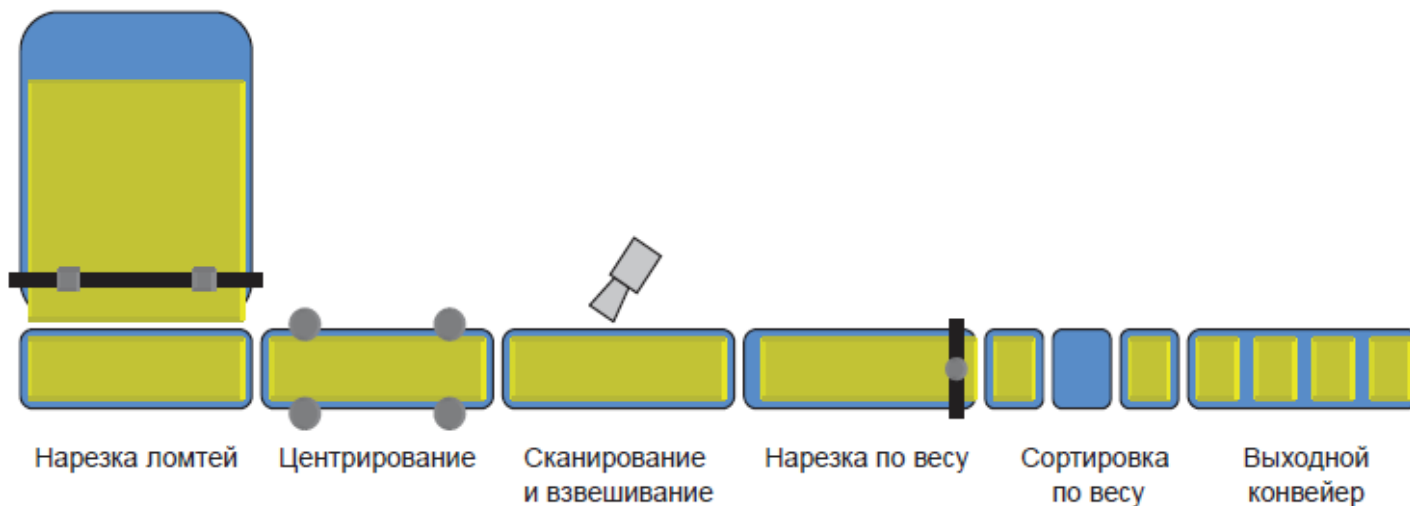 Нарезка ломтей
Центрирование
Сканирование
и взвешивание
Нарезка по весу
Сортировка
по весу
Выходной
конвейер